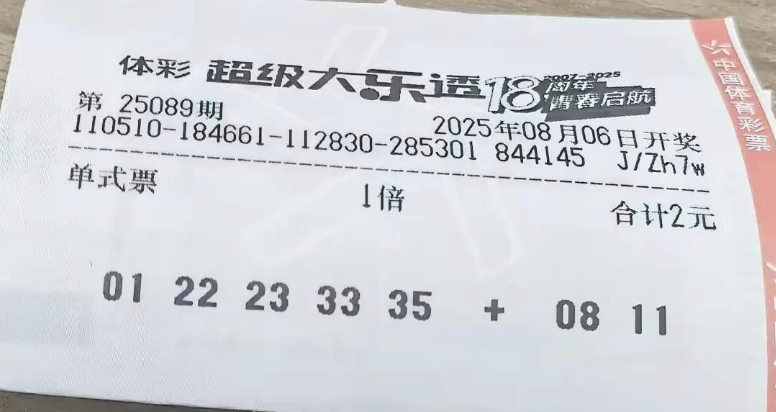 体彩 超级大乐透 18周年 2007-2025 青春启航
第 25089期 2025年08月06日开奖
110510-184661-112830-285301 844145 J/Zh7w
单式票 1倍 合计2元
01 22 23 33 35 + 08 11
中国体育彩票